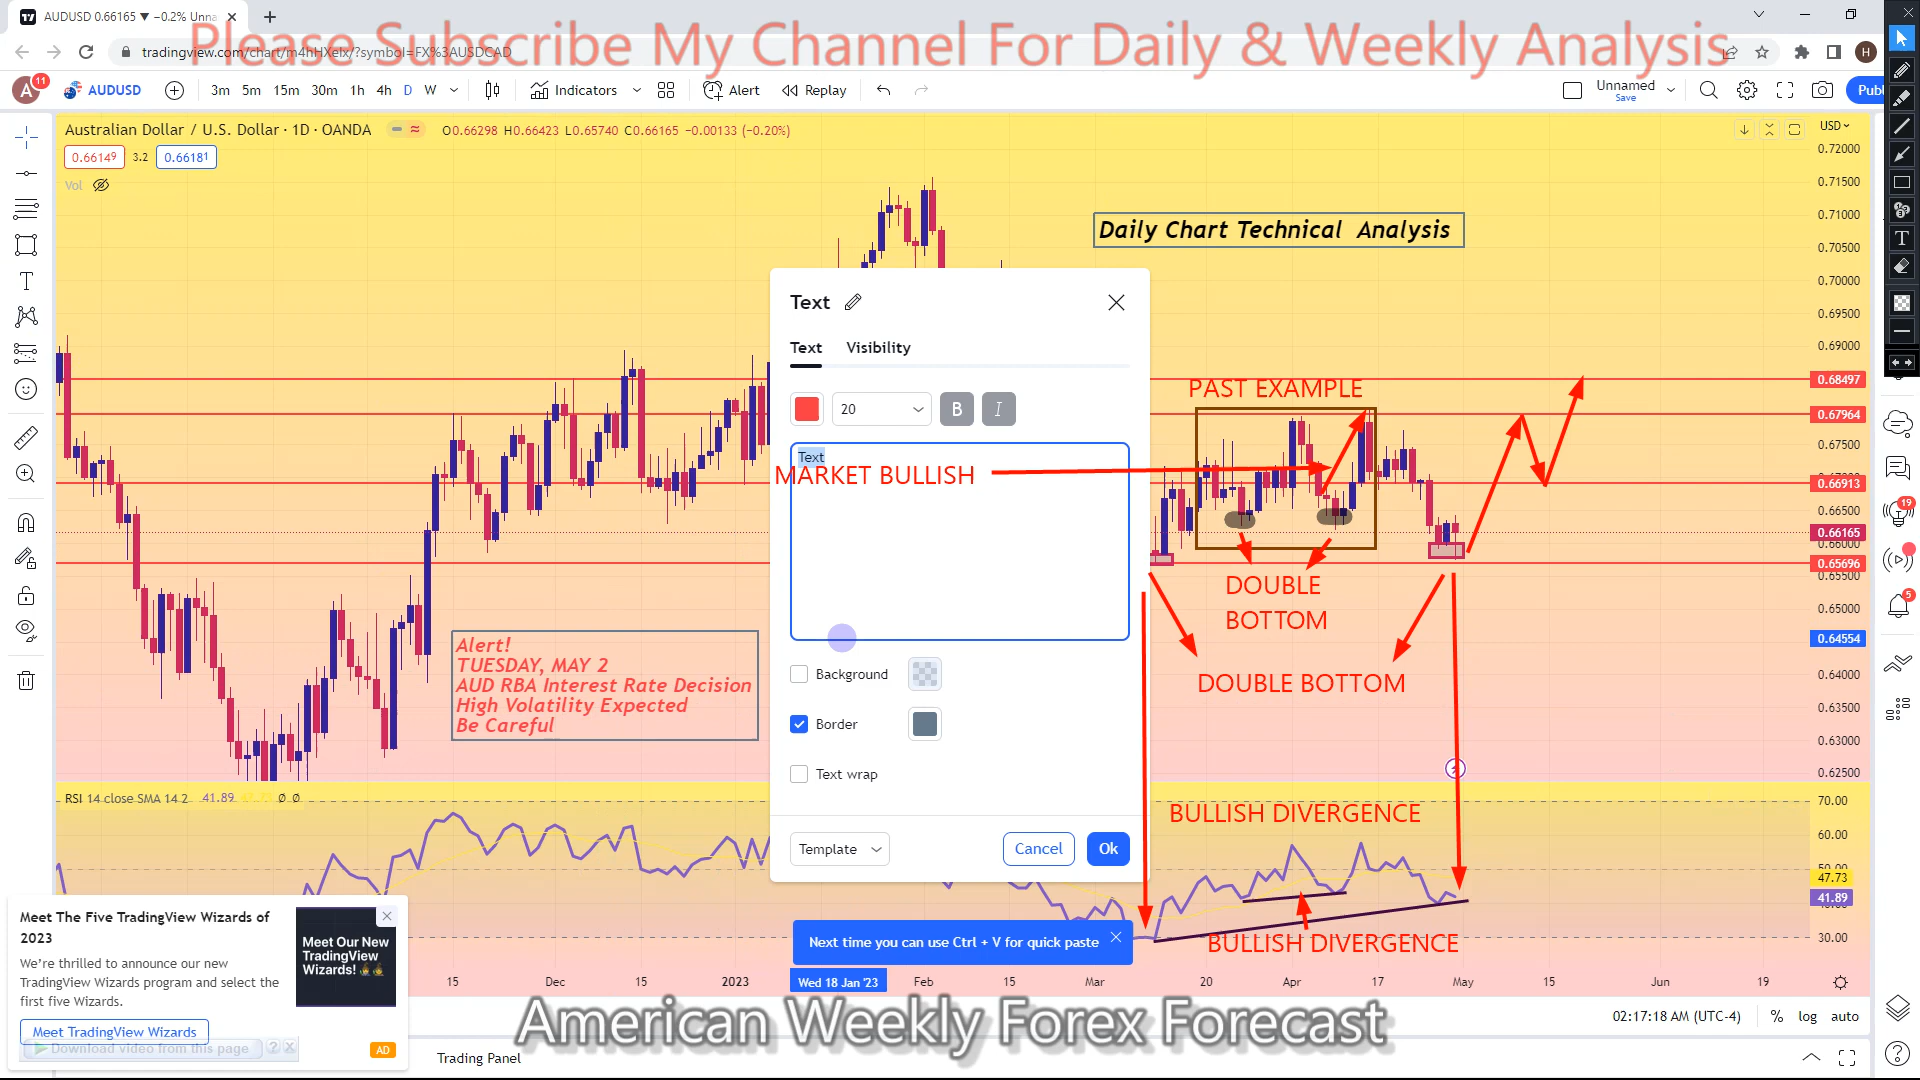 AUDUSD 0.66165 ▼ −0.2% Unna
Please Subscribe My Channel For Daily & Weekly Analysis
tradingview.com/chart/m4hHXeIx/?symbol=FX%3AUSDCAD
H
A
11
AUDUSD
3m 5m 15m 30m 1h 4h D W
Indicators
Alert
Replay
Unnamed
Save
Publ
Australian Dollar / U.S. Dollar · 1D · OANDA
O0.66298 H0.66423 L0.65740 C0.66165 −0.00133 (−0.20%)
USD
0.66149 3.2 0.66181
Vol
0.72000
0.71500
0.71000
0.70500
0.70000
0.69500
0.69000
0.68497
0.67964
0.67500
0.66913
0.66500
0.66165
0.66000
0.65696
0.65500
0.65000
0.64554
0.64000
0.63500
0.63000
0.62500
Daily Chart Technical Analysis
Text
Text Visibility
20 B I
Text
MARKET BULLISH
PAST EXAMPLE
DOUBLE
BOTTOM
DOUBLE BOTTOM
Alert!
TUESDAY, MAY 2
AUD RBA Interest Rate Decision
High Volatility Expected
Be Careful
Background
Border
Text wrap
Template
Cancel
Ok
19
5
RSI 14 close SMA 14 2 41.89 47.73 Ø Ø
BULLISH DIVERGENCE
BULLISH DIVERGENCE
70.00
60.00
50.00
47.73
41.89
30.00
Next time you can use Ctrl + V for quick paste
15 Dec 15 2023 Wed 18 Jan '23 Feb 15 Mar 20 Apr 17 May 15 Jun 19
Meet The Five TradingView Wizards of
2023
We're thrilled to announce our new
TradingView Wizards program and select the
first five Wizards.
Meet Our New
TradingView
Wizards!
Meet TradingView Wizards
Download video from this page
?
AD
American Weekly Forex Forecast
02:17:18 AM (UTC-4)
% log auto
Trading Panel